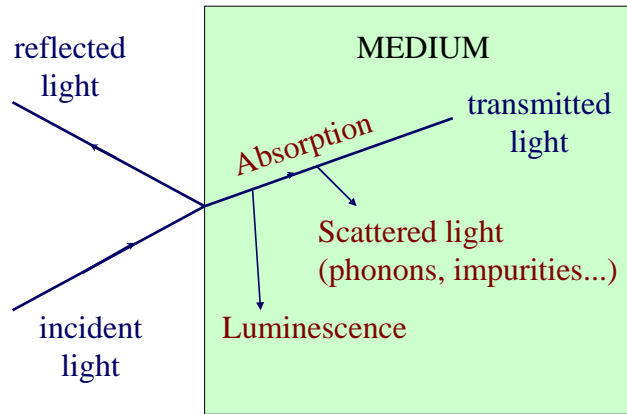 reflected
light
MEDIUM
transmitted
light
Absorption
Scattered light
(phonons, impurities...)
Luminescence
incident
light